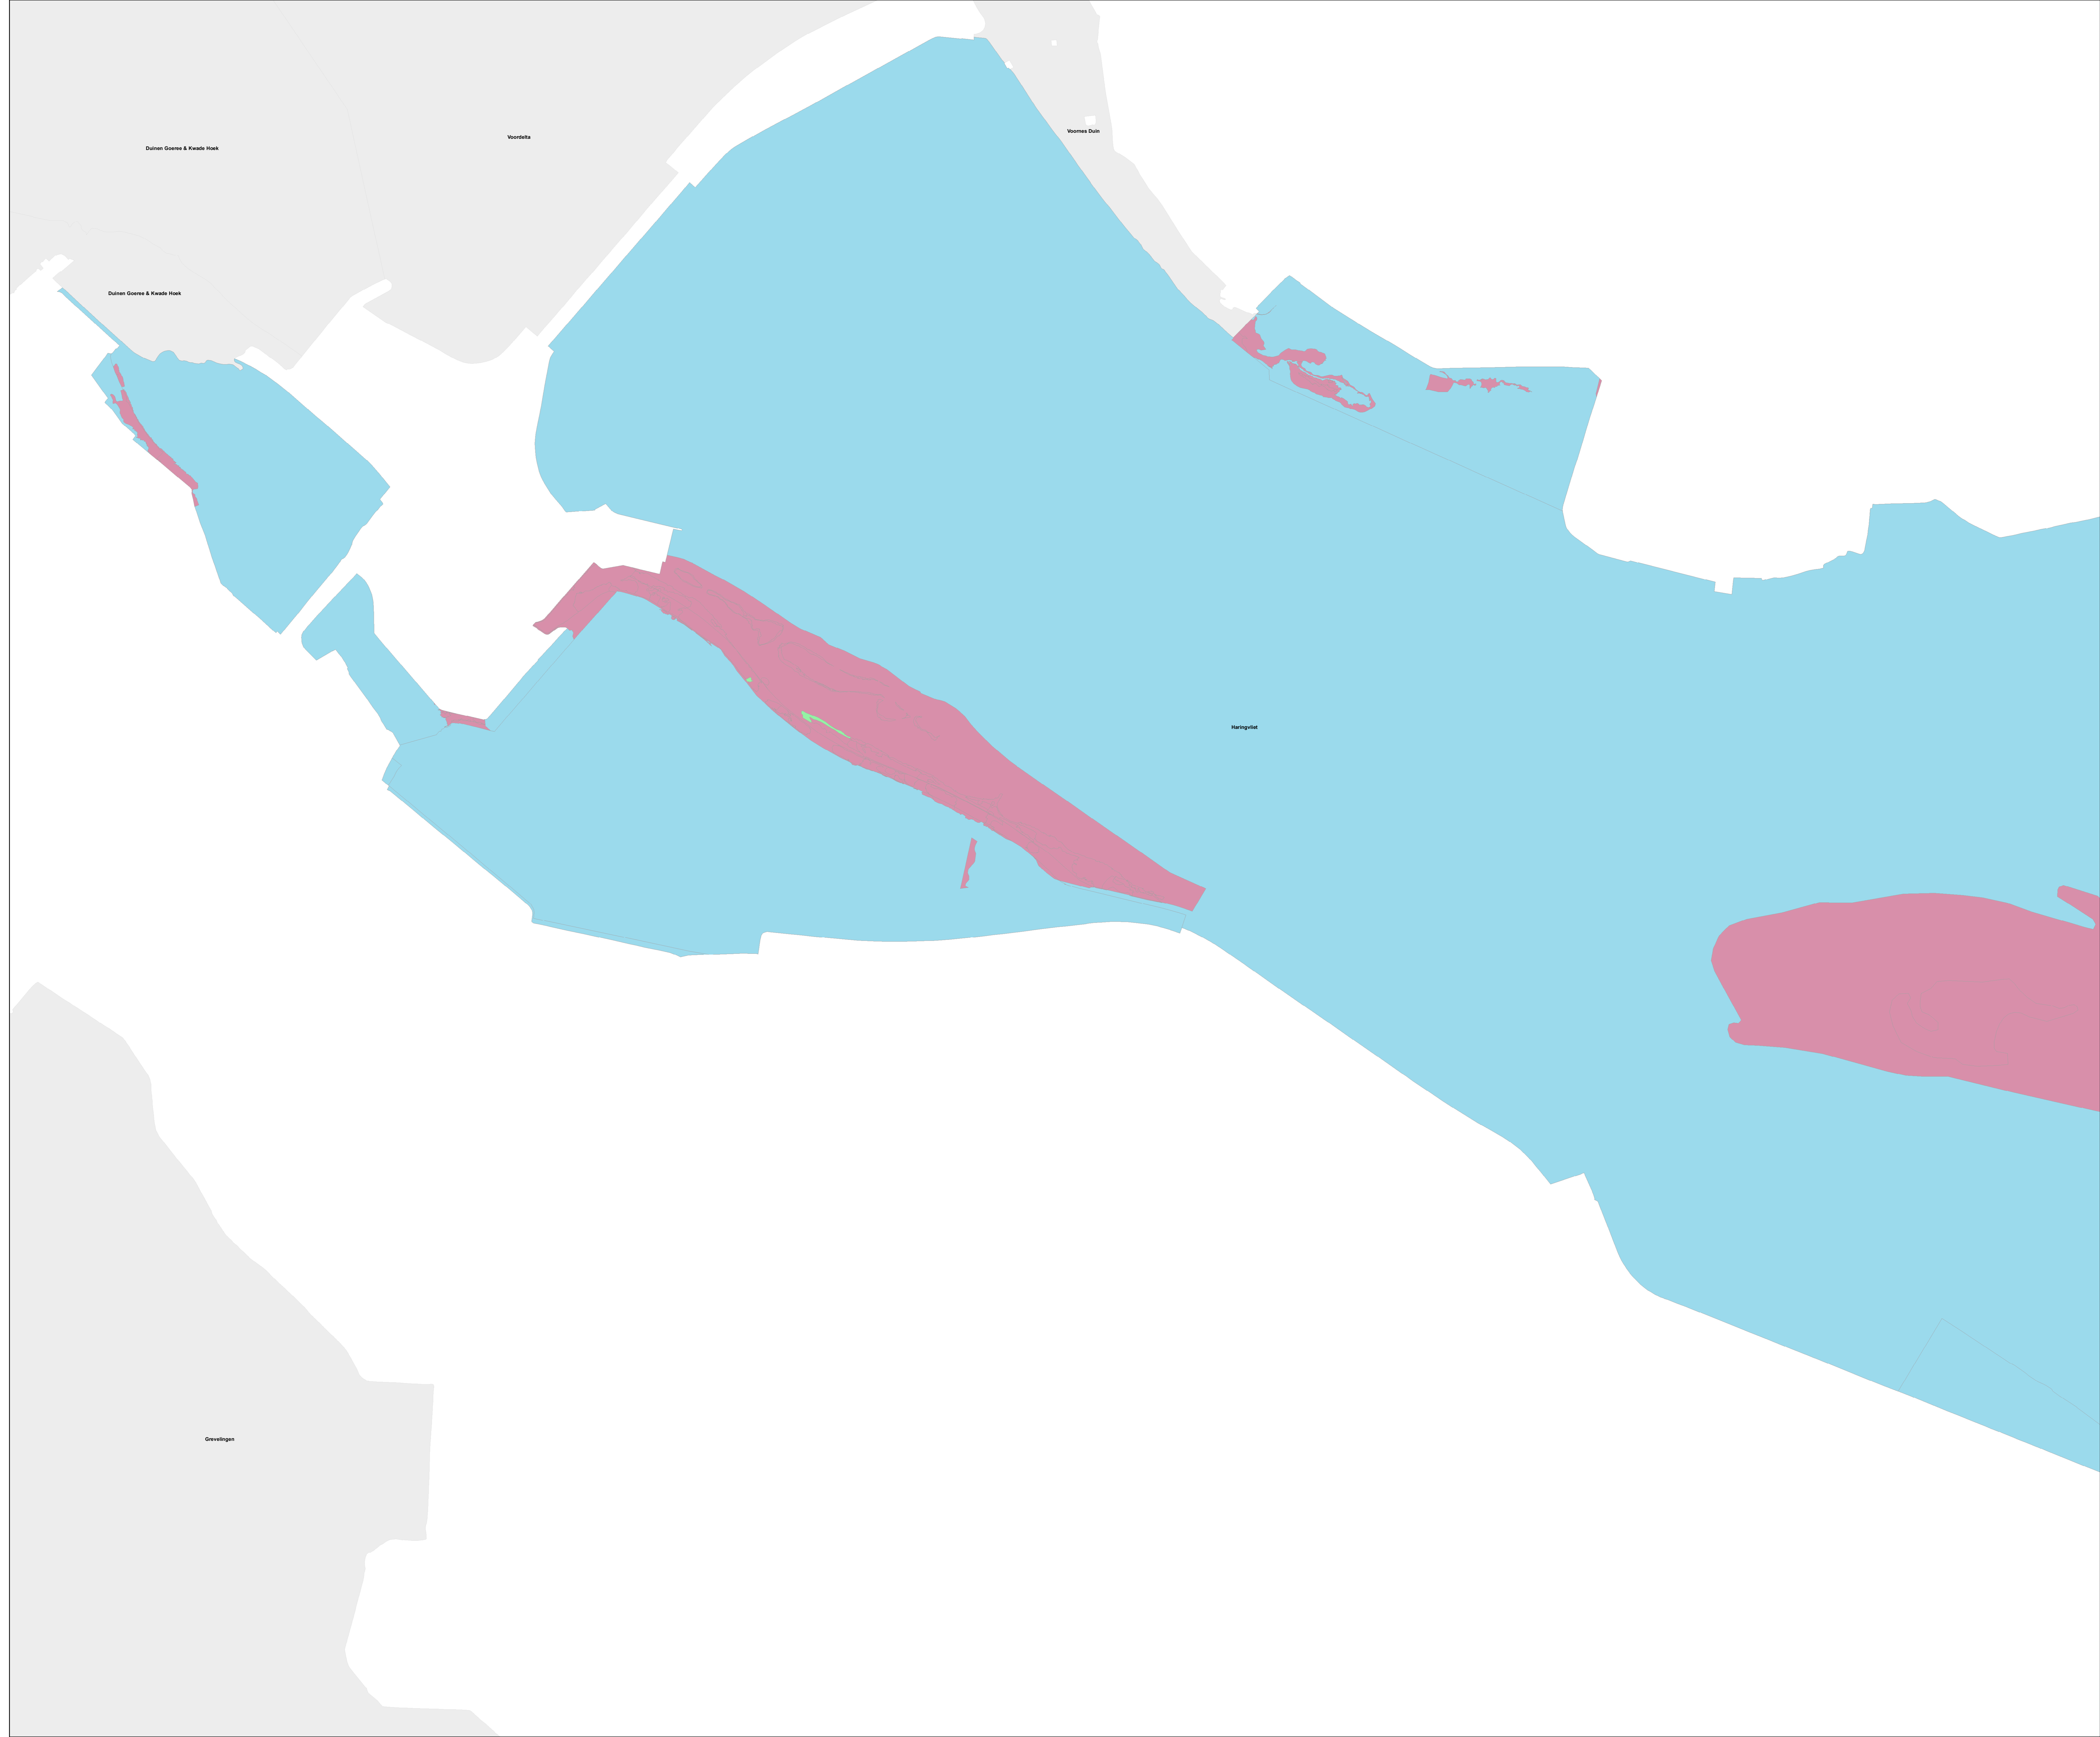 Voornes Duin
Voordelta
Duinen Goeree & Kwade Hoek
Duinen Goeree & Kwade Hoek
Haringvliet
Grevelingen